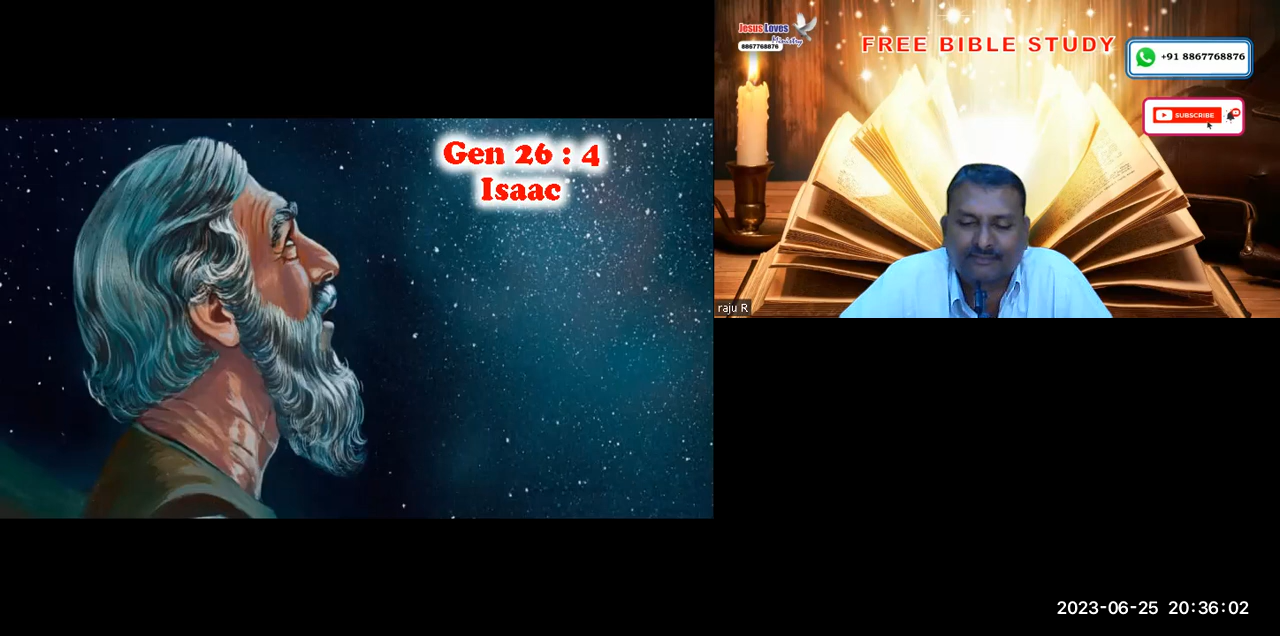 Gen 26 : 4
Isaac
Jesus Loves
Ministry
8867768876
FREE BIBLE STUDY
+91 8867768876
SUBSCRIBE
raju R
2023-06-25 20:36:02